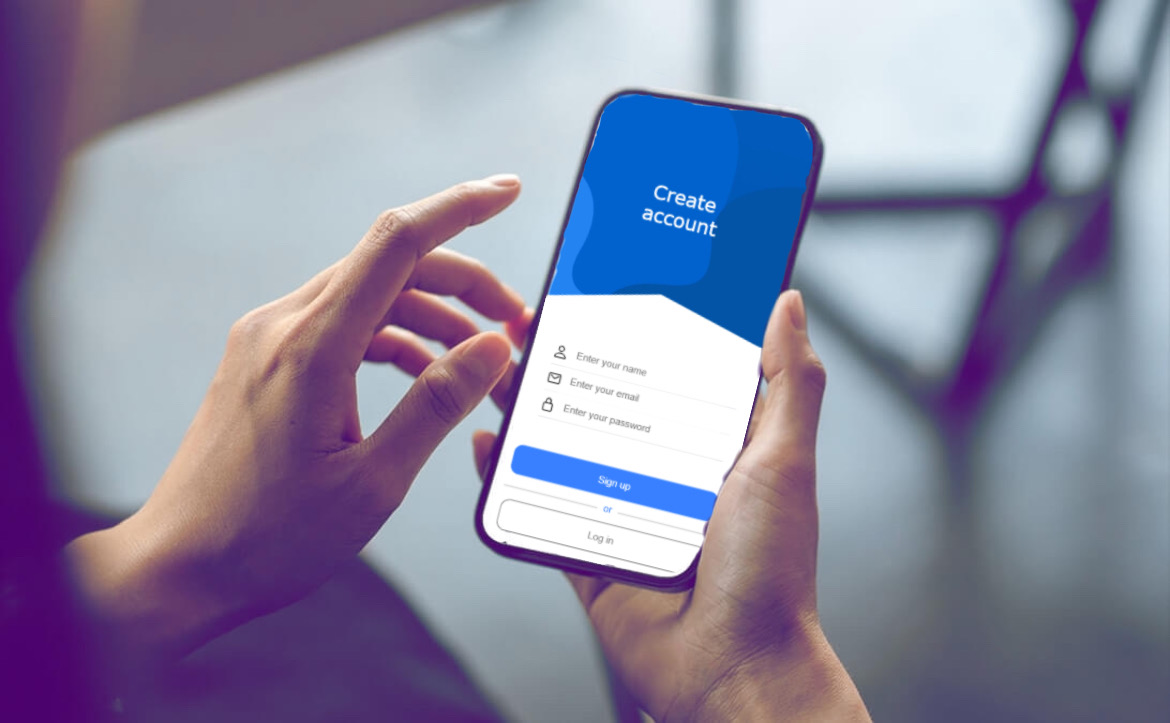 Create
account
Enter your name
Enter your email
Enter your password
Sign up
or
Log in